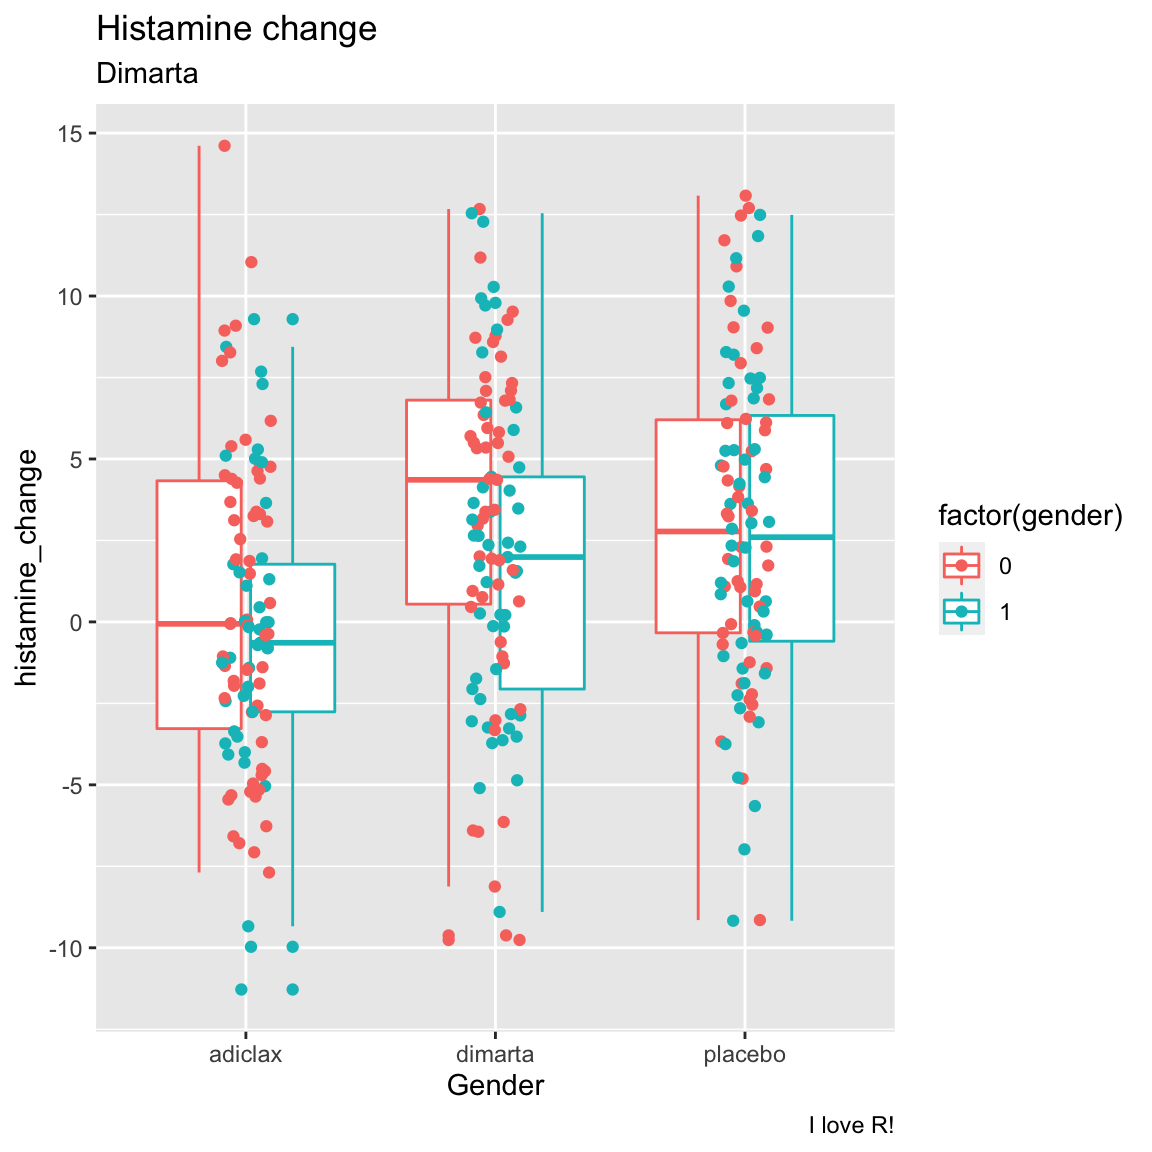 Histamine change
Dimarta
15
10
5
0
-5
-10
histamine_change
adiclax dimarta placebo
Gender
factor(gender)
0
1
I love R!